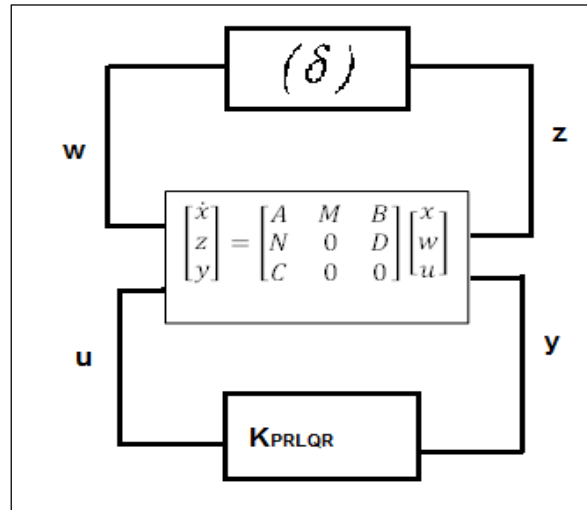 (δ)
w
z
[ẋ z y] = [A M B N 0 D C 0 0] [x w u]
u
y
KPRLQR